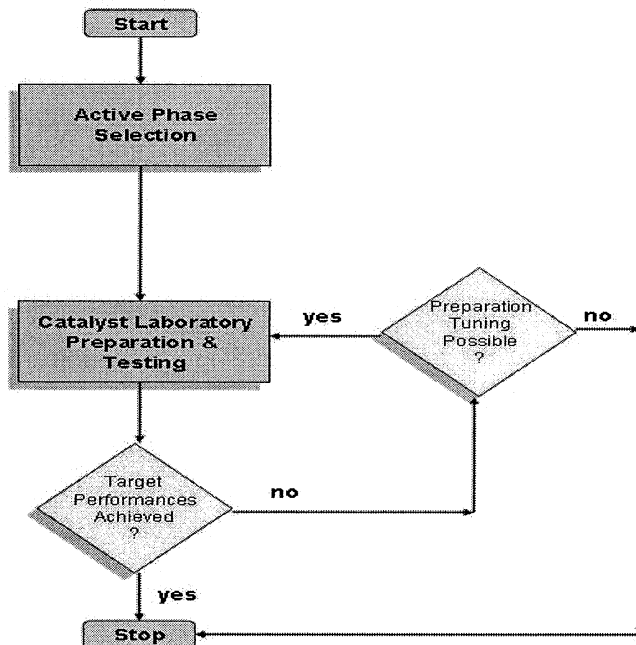 Start
Active Phase
Selection
Catalyst Laboratory
Preparation &
Testing
yes
Preparation
Tuning
Possible
?
no
Target
Performances
Achieved
?
no
yes
Stop